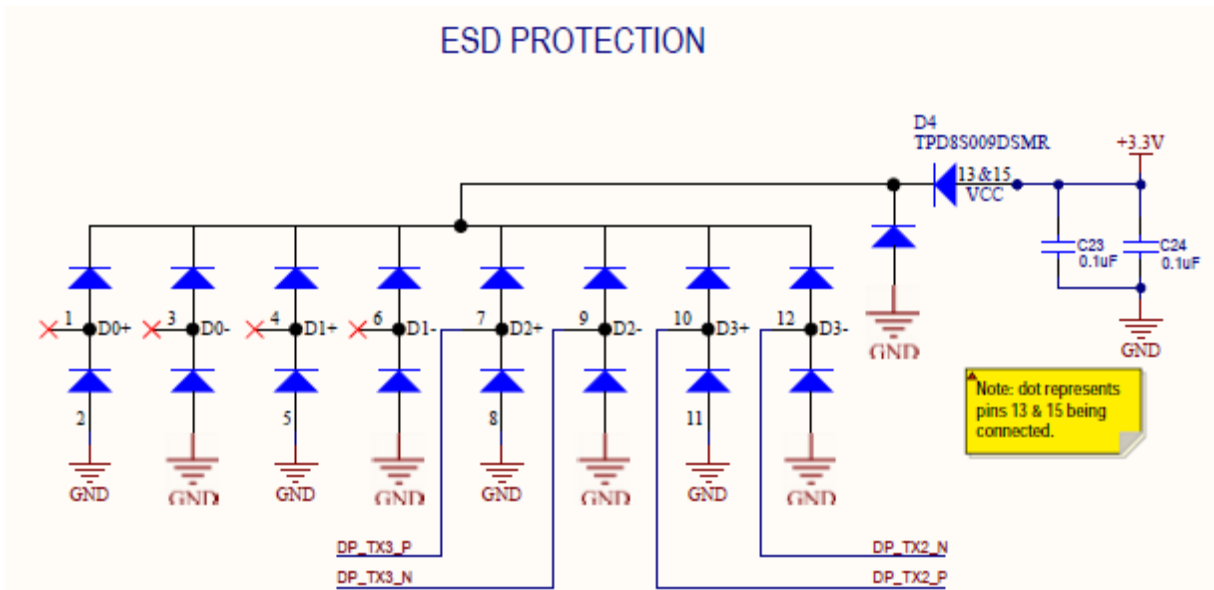 ESD PROTECTION
D4
TPD8S009DSMR
+3.3V
13&15
VCC
C23
0.1uF
C24
0.1uF
1 D0+ 3 D0- 4 D1+ 6 D1- 7 D2+ 9 D2- 10 D3+ 12 D3-
GND
GND
2 5 8 11
Note: dot represents
pins 13 & 15 being
connected.
GND GND GND GND GND GND GND GND
DP_TX3_P DP_TX2_N
DP_TX3_N DP_TX2_P